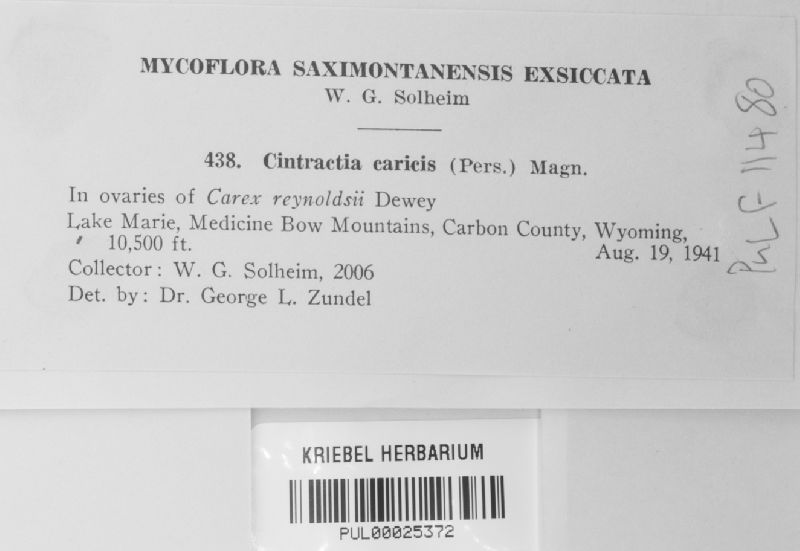 MYCOFLORA SAXIMONTANENSIS EXSICCATA
W. G. Solheim
438. Cintractia caricis (Pers.) Magn.
In ovaries of Carex reynoldsii Dewey
Lake Marie, Medicine Bow Mountains, Carbon County, Wyoming,
10,500 ft. Aug. 19, 1941
Collector: W. G. Solheim, 2006
Det. by: Dr. George L. Zundel
PuL F 11480
KRIEBEL HERBARIUM
PUL00025372